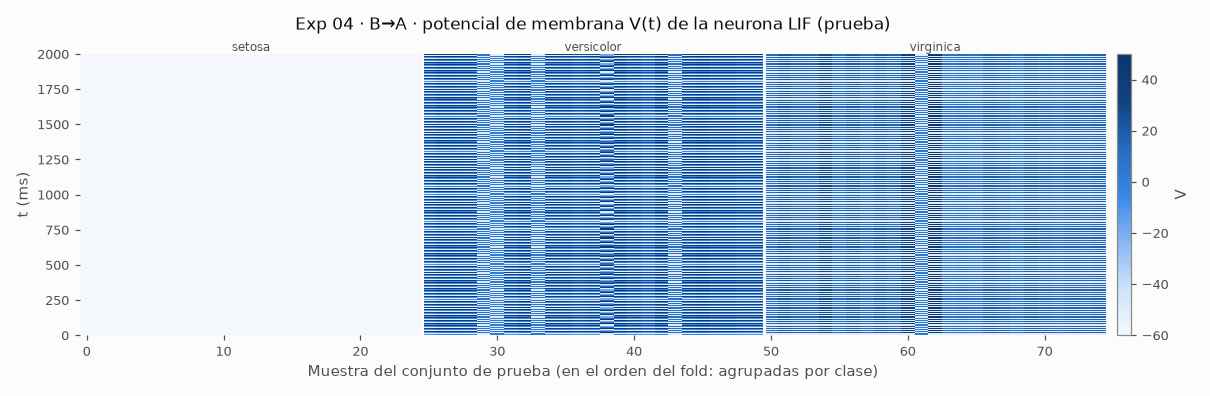 Exp 04 · B→A · potencial de membrana V(t) de la neurona LIF (prueba)
setosa versicolor virginica
2000
1750
1500
1250
1000
750
500
250
0
t (ms)
0 10 20 30 40 50 60 70
Muestra del conjunto de prueba (en el orden del fold: agrupadas por clase)
40
20
0
−20
−40
−60
V